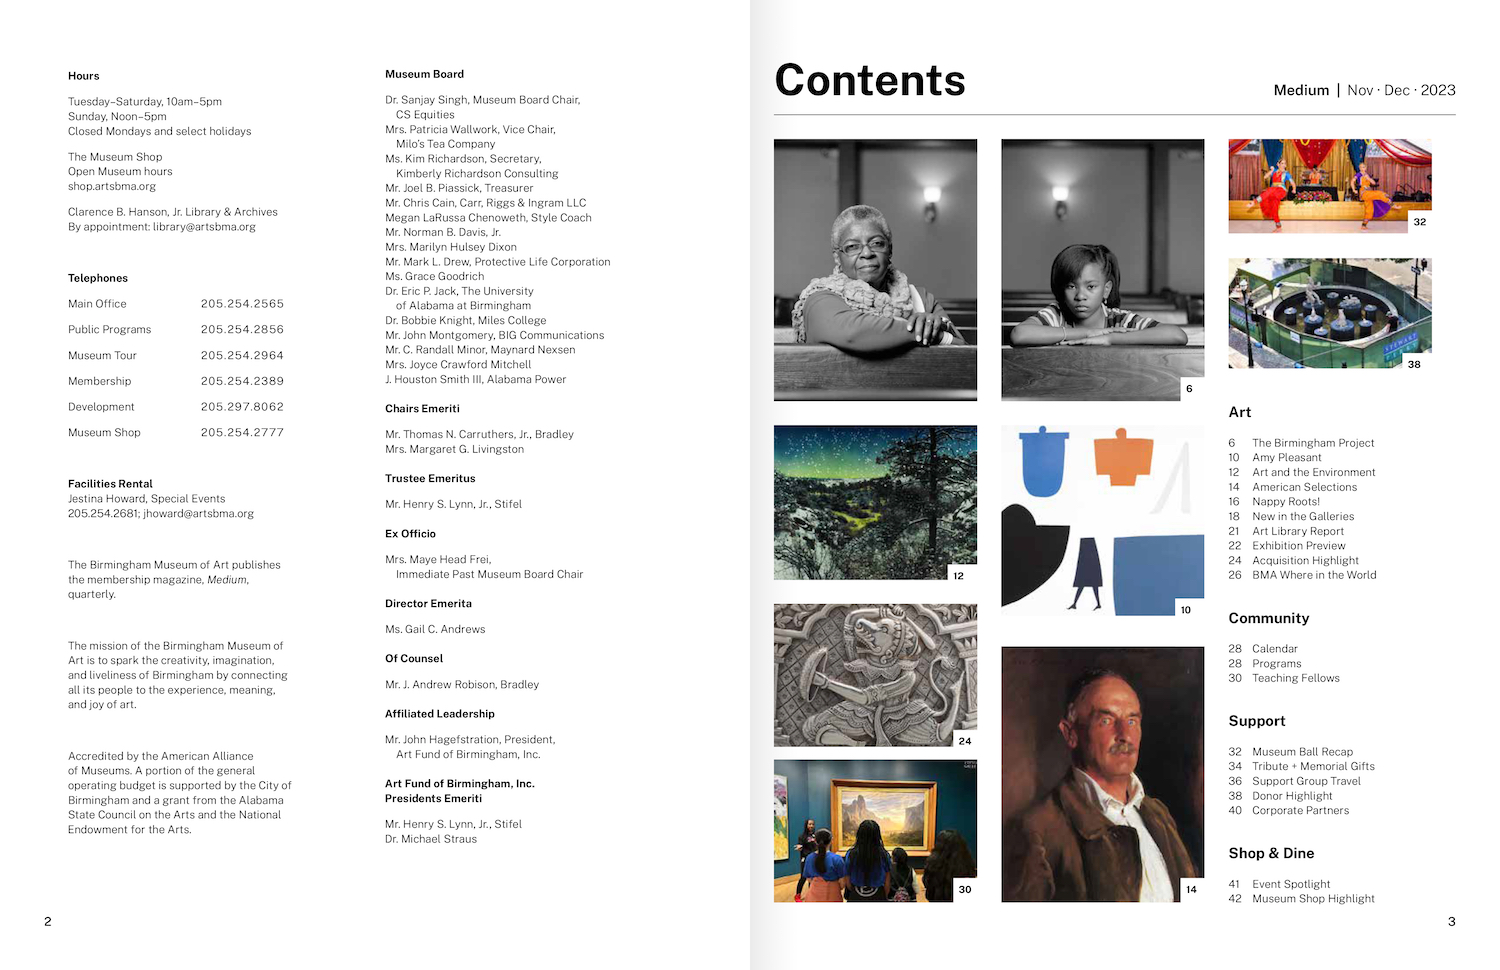 Hours
Tuesday–Saturday, 10am–5pm
Sunday, Noon–5pm
Closed Mondays and select holidays
The Museum Shop
Open Museum hours
shop.artsbma.org
Clarence B. Hanson, Jr. Library & Archives
By appointment: library@artsbma.org
Telephones
Main Office 205.254.2565
Public Programs 205.254.2856
Museum Tour 205.254.2964
Membership 205.254.2389
Development 205.297.8062
Museum Shop 205.254.2777
Facilities Rental
Jestina Howard, Special Events
205.254.2681; jhoward@artsbma.org
The Birmingham Museum of Art publishes
the membership magazine, Medium,
quarterly.
The mission of the Birmingham Museum of
Art is to spark the creativity, imagination,
and liveliness of Birmingham by connecting
all its people to the experience, meaning,
and joy of art.
Accredited by the American Alliance
of Museums. A portion of the general
operating budget is supported by the City of
Birmingham and a grant from the Alabama
State Council on the Arts and the National
Endowment for the Arts.
2
Museum Board
Dr. Sanjay Singh, Museum Board Chair,
CS Equities
Mrs. Patricia Wallwork, Vice Chair,
Milo's Tea Company
Ms. Kim Richardson, Secretary,
Kimberly Richardson Consulting
Mr. Joel B. Piassick, Treasurer
Mr. Chris Cain, Carr, Riggs & Ingram LLC
Megan LaRussa Chenoweth, Style Coach
Mr. Norman B. Davis, Jr.
Mrs. Marilyn Hulsey Dixon
Mr. Mark L. Drew, Protective Life Corporation
Ms. Grace Goodrich
Dr. Eric P. Jack, The University
of Alabama at Birmingham
Dr. Bobbie Knight, Miles College
Mr. John Montgomery, BIG Communications
Mr. C. Randall Minor, Maynard Nexsen
Mrs. Joyce Crawford Mitchell
J. Houston Smith III, Alabama Power
Chairs Emeriti
Mr. Thomas N. Carruthers, Jr., Bradley
Mrs. Margaret G. Livingston
Trustee Emeritus
Mr. Henry S. Lynn, Jr., Stifel
Ex Officio
Mrs. Maye Head Frei,
Immediate Past Museum Board Chair
Director Emerita
Ms. Gail C. Andrews
Of Counsel
Mr. J. Andrew Robison, Bradley
Affiliated Leadership
Mr. John Hagefstration, President,
Art Fund of Birmingham, Inc.
Art Fund of Birmingham, Inc.
Presidents Emeriti
Mr. Henry S. Lynn, Jr., Stifel
Dr. Michael Straus
Contents
Medium | Nov · Dec · 2023
6
12
10
24
30
14
32
STEWART
PERRY
38
Art
6 The Birmingham Project
10 Amy Pleasant
12 Art and the Environment
14 American Selections
16 Nappy Roots!
18 New in the Galleries
21 Art Library Report
22 Exhibition Preview
24 Acquisition Highlight
26 BMA Where in the World
Community
28 Calendar
28 Programs
30 Teaching Fellows
Support
32 Museum Ball Recap
34 Tribute + Memorial Gifts
36 Support Group Travel
38 Donor Highlight
40 Corporate Partners
Shop & Dine
41 Event Spotlight
42 Museum Shop Highlight
3